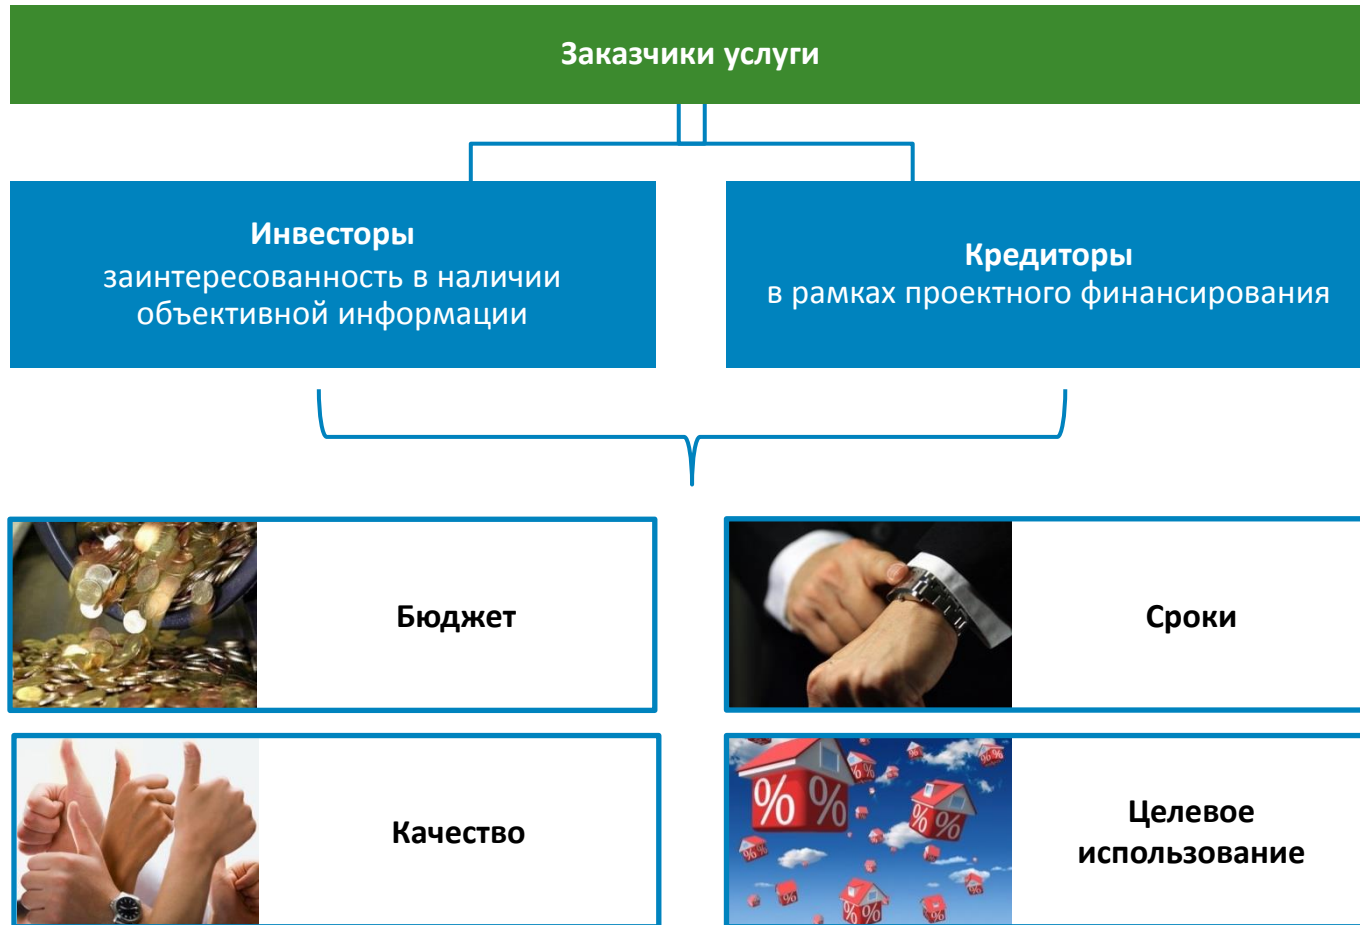 Заказчики услуги
Инвесторы
заинтересованность в наличии
объективной информации
Кредиторы
в рамках проектного финансирования
Бюджет
Сроки
Качество
% %
% %
% %
%
%
%
%
Целевое
использование